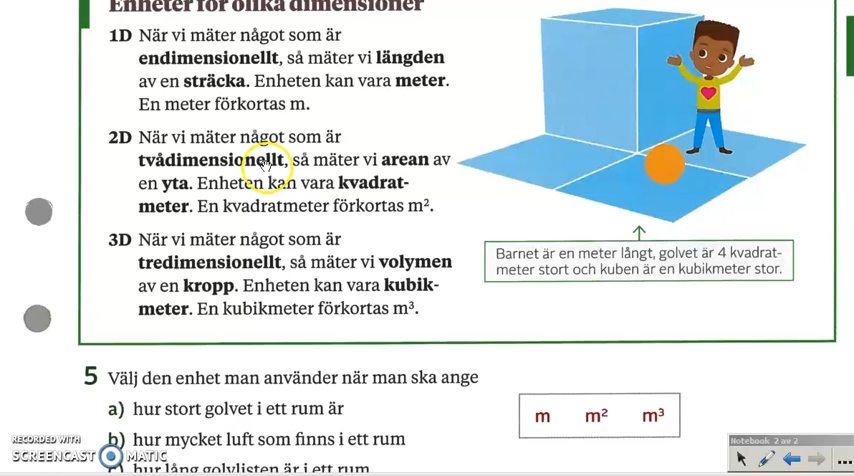 Enheter för olika dimensioner
1D När vi mäter något som är
endimensionellt, så mäter vi längden
av en sträcka. Enheten kan vara meter.
En meter förkortas m.
2D När vi mäter något som är
tvådimensionellt, så mäter vi arean av
en yta. Enheten kan vara kvadrat-
meter. En kvadratmeter förkortas m².
3D När vi mäter något som är
tredimensionellt, så mäter vi volymen
av en kropp. Enheten kan vara kubik-
meter. En kubikmeter förkortas m³.
Barnet är en meter långt, golvet är 4 kvadrat-
meter stort och kuben är en kubikmeter stor.
5 Välj den enhet man använder när man ska ange
a) hur stort golvet i ett rum är
b) hur mycket luft som finns i ett rum
hur lång golvlisten är i ett rum
m m² m³
RECORDED WITH
SCREENCAST MATIC
Notebook 2 av 2